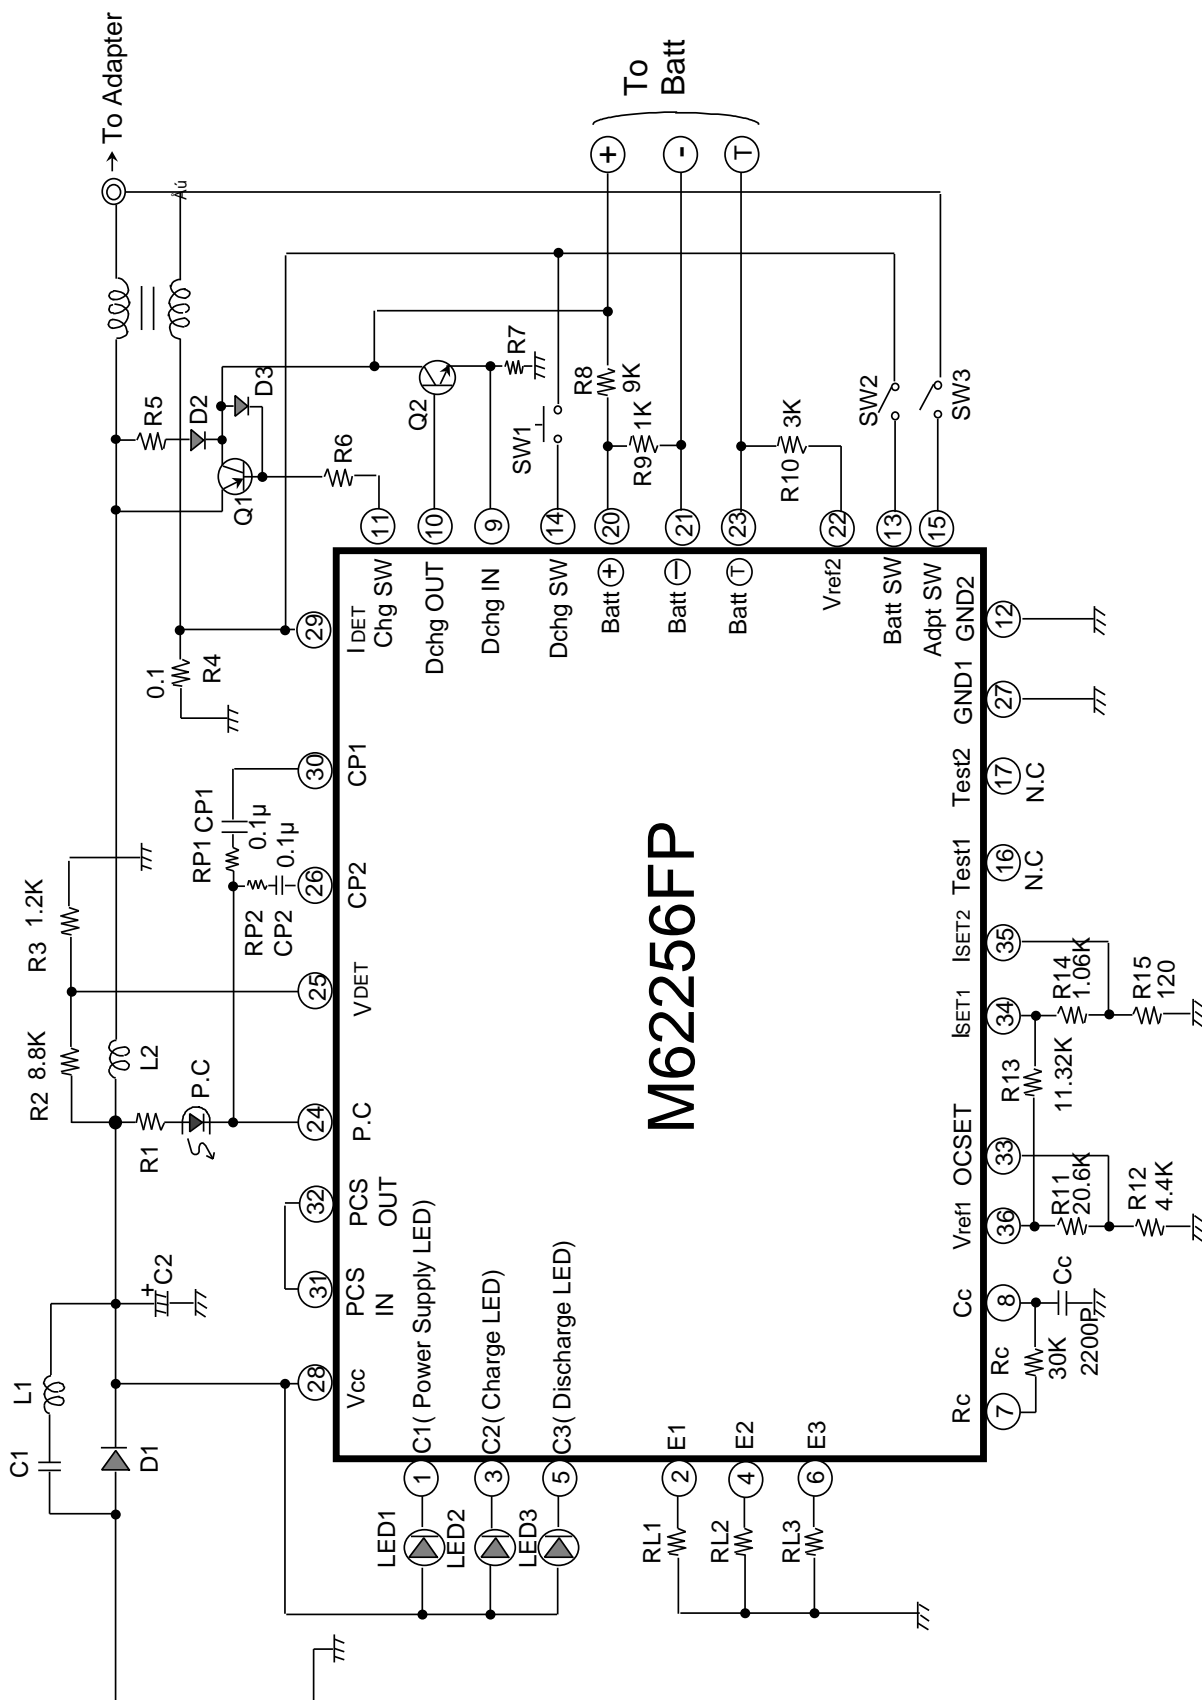 C1
L1
D1
+
C2
R2 8.8K
R3 1.2K
R1
P.C
L2
RP1 CP1
0.1μ
RP2
CP2
0.1μ
0.1
R4
R5
D2
D3
Q1
R6
Q2
R7
SW1
R8
9K
R9 1K
R10 3K
SW2
SW3
To Adapter
To
Batt
+
-
T
28
Vcc
31
PCS
IN
32
PCS
OUT
24
P.C
25
VDET
26
CP2
30
CP1
29
IDET
11
Chg SW
10
Dchg OUT
9
Dchg IN
14
Dchg SW
20
Batt +
21
Batt −
23
Batt T
22
Vref2
13
Batt SW
15
Adpt SW
M62256FP
LED1
1
C1( Power Supply LED)
LED2
3
C2( Charge LED)
LED3
5
C3( Discharge LED)
RL1
2
E1
RL2
4
E2
RL3
6
E3
Rc
7
Cc
8
Rc
30K
Cc
2200P
Vref1
36
OCSET
33
R11
20.6K
R12
4.4K
R13
11.32K
ISET1
34
ISET2
35
R14
1.06K
R15
120
Test1
16
N.C
Test2
17
N.C
GND1
27
GND2
12